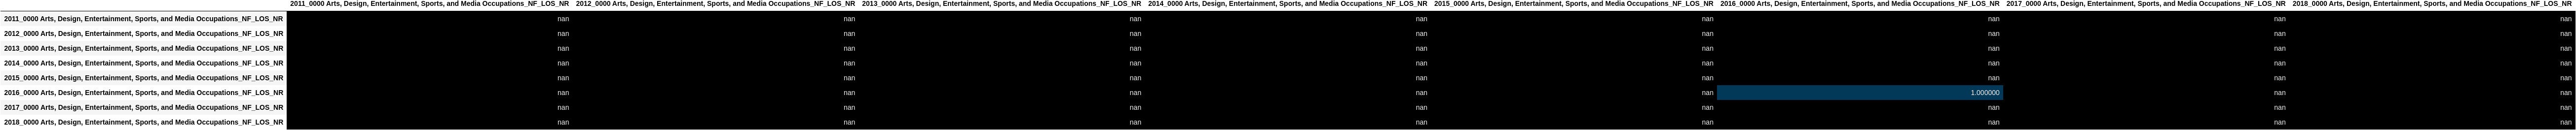 2011_0000 Arts, Design, Entertainment, Sports, and Media Occupations_NF_LOS_NR 2012_0000 Arts, Design, Entertainment, Sports, and Media Occupations_NF_LOS_NR 2013_0000 Arts, Design, Entertainment, Sports, and Media Occupations_NF_LOS_NR 2014_0000 Arts, Design, Entertainment, Sports, and Media Occupations_NF_LOS_NR 2015_0000 Arts, Design, Entertainment, Sports, and Media Occupations_NF_LOS_NR 2016_0000 Arts, Design, Entertainment, Sports, and Media Occupations_NF_LOS_NR 2017_0000 Arts, Design, Entertainment, Sports, and Media Occupations_NF_LOS_NR 2018_0000 Arts, Design, Entertainment, Sports, and Media Occupations_NF_LOS_NR
2011_0000 Arts, Design, Entertainment, Sports, and Media Occupations_NF_LOS_NR nan nan nan nan nan nan nan nan
2012_0000 Arts, Design, Entertainment, Sports, and Media Occupations_NF_LOS_NR nan nan nan nan nan nan nan nan
2013_0000 Arts, Design, Entertainment, Sports, and Media Occupations_NF_LOS_NR nan nan nan nan nan nan nan nan
2014_0000 Arts, Design, Entertainment, Sports, and Media Occupations_NF_LOS_NR nan nan nan nan nan nan nan nan
2015_0000 Arts, Design, Entertainment, Sports, and Media Occupations_NF_LOS_NR nan nan nan nan nan nan nan nan
2016_0000 Arts, Design, Entertainment, Sports, and Media Occupations_NF_LOS_NR nan nan nan nan nan 1.000000 nan nan
2017_0000 Arts, Design, Entertainment, Sports, and Media Occupations_NF_LOS_NR nan nan nan nan nan nan nan nan
2018_0000 Arts, Design, Entertainment, Sports, and Media Occupations_NF_LOS_NR nan nan nan nan nan nan nan nan